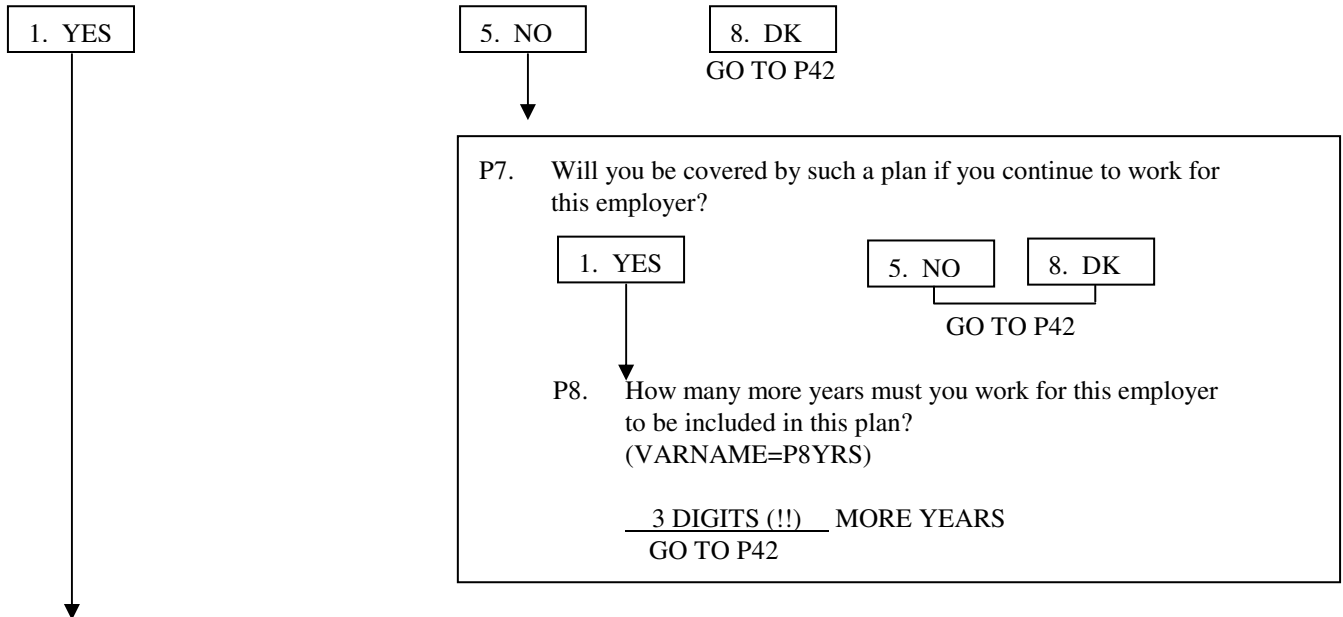 1. YES 5. NO 8. DK
GO TO P42
P7. Will you be covered by such a plan if you continue to work for
this employer?
1. YES 5. NO 8. DK
GO TO P42
P8. How many more years must you work for this employer
to be included in this plan?
(VARNAME=P8YRS)
3 DIGITS (!!) MORE YEARS
GO TO P42